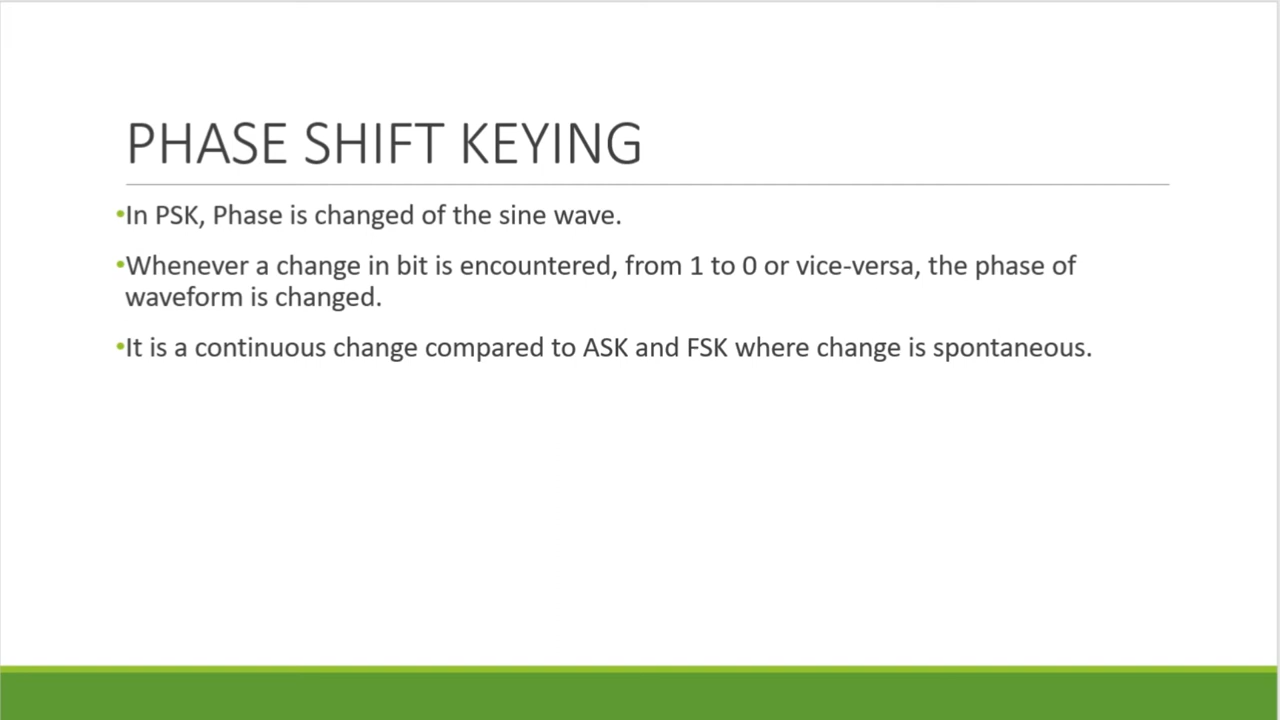 PHASE SHIFT KEYING
•In PSK, Phase is changed of the sine wave.
•Whenever a change in bit is encountered, from 1 to 0 or vice-versa, the phase of
waveform is changed.
•It is a continuous change compared to ASK and FSK where change is spontaneous.